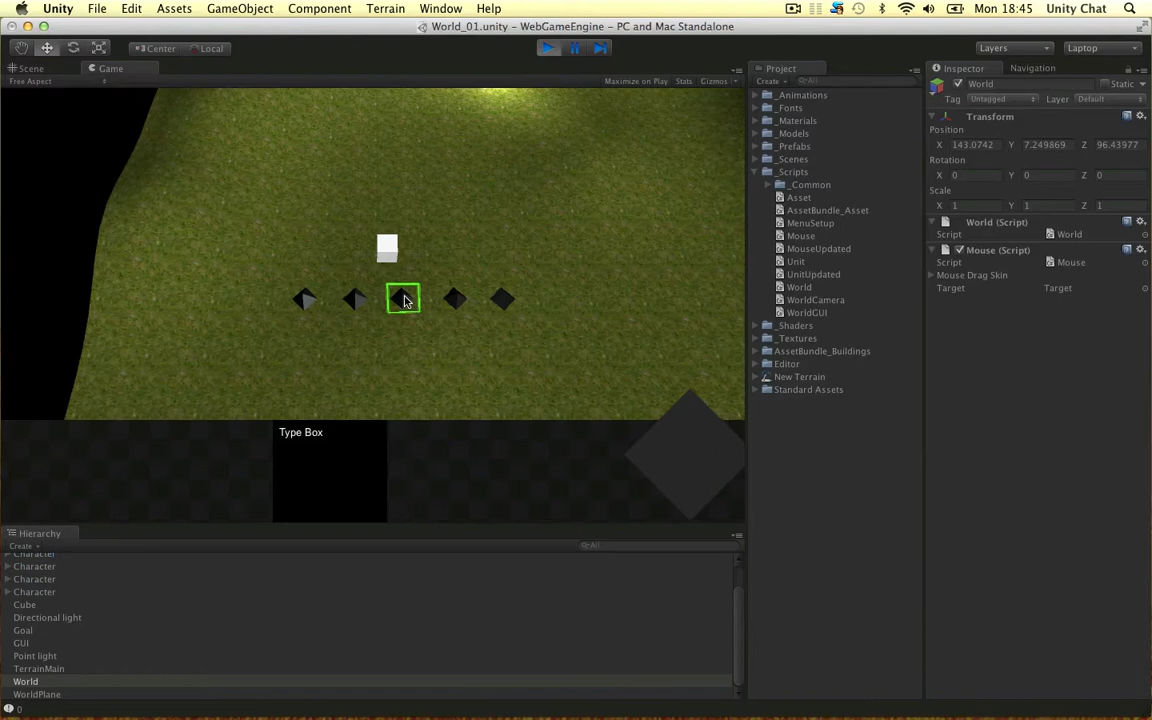 Unity File Edit Assets GameObject Component Terrain Window Help Mon 18:45 Unity Chat
World_01.unity – WebGameEngine – PC and Mac Standalone
Center Local Layers Laptop
Scene Game
Free Aspect Maximize on Play Stats Gizmos
Type Box
Hierarchy
Create All
Character
Character
Character
Character
Cube
Directional light
Goal
GUI
Point light
TerrainMain
World
WorldPlane
0
Project
Create All
_Animations
_Fonts
_Materials
_Models
_Prefabs
_Scenes
_Scripts
_Common
Asset
AssetBundle_Asset
MenuSetup
Mouse
MouseUpdated
Unit
UnitUpdated
World
WorldCamera
WorldGUI
_Shaders
_Textures
AssetBundle_Buildings
Editor
New Terrain
Standard Assets
Inspector Navigation
World Static
Tag Untagged Layer Default
Transform
Position
X 143.0742 Y 7.249869 Z 96.43977
Rotation
X 0 Y 0 Z 0
Scale
X 1 Y 1 Z 1
World (Script)
Script World
Mouse (Script)
Script Mouse
Mouse Drag Skin
Target Target